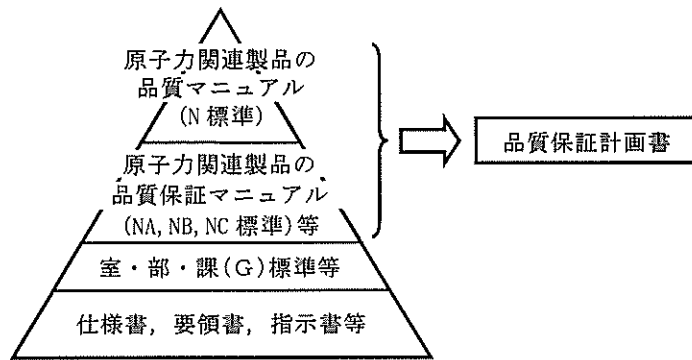 原子力関連製品の
品質マニュアル
(N 標準)
原子力関連製品の
品質保証マニュアル
(NA, NB, NC 標準) 等
室・部・課(G)標準等
仕様書, 要領書, 指示書等
品質保証計画書